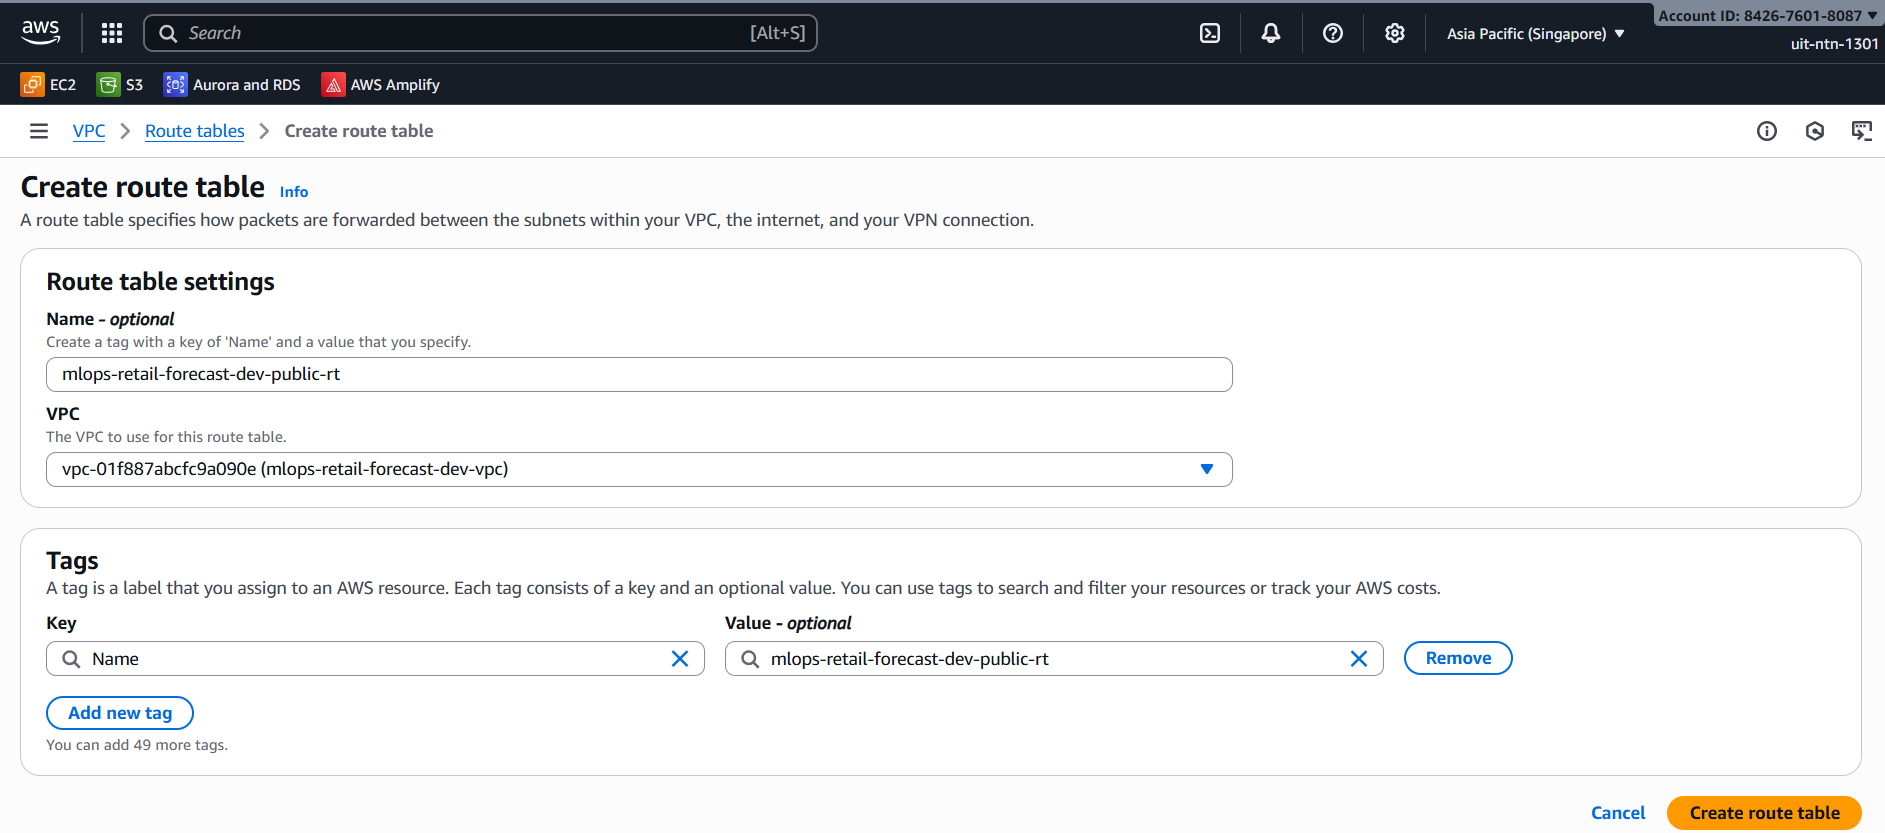 aws
Search [Alt+S]
Asia Pacific (Singapore)
Account ID: 8426-7601-8087
uit-ntn-1301
EC2 S3 Aurora and RDS AWS Amplify
VPC Route tables Create route table
Create route table Info
A route table specifies how packets are forwarded between the subnets within your VPC, the internet, and your VPN connection.
Route table settings
Name - optional
Create a tag with a key of 'Name' and a value that you specify.
mlops-retail-forecast-dev-public-rt
VPC
The VPC to use for this route table.
vpc-01f887abcfc9a090e (mlops-retail-forecast-dev-vpc)
Tags
A tag is a label that you assign to an AWS resource. Each tag consists of a key and an optional value. You can use tags to search and filter your resources or track your AWS costs.
Key Value - optional
Name mlops-retail-forecast-dev-public-rt Remove
Add new tag
You can add 49 more tags.
Cancel Create route table